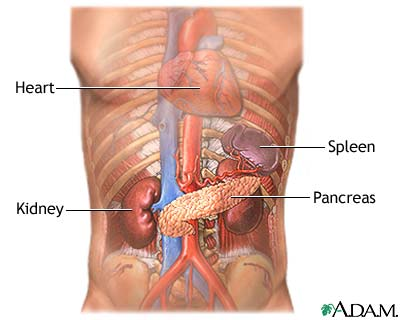 Heart
Spleen
Kidney
Pancreas
A.D.A.M.